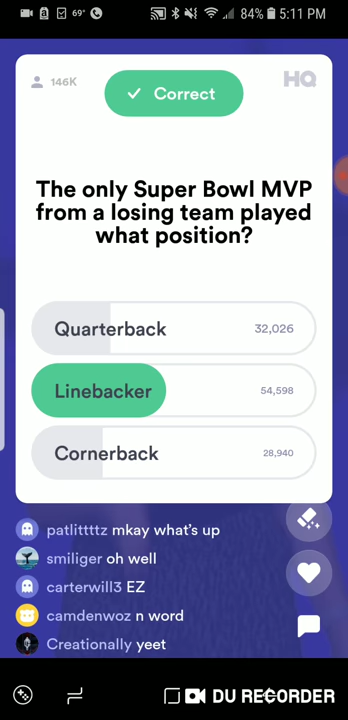 69° 84% 5:11 PM
146K Correct HQ
The only Super Bowl MVP
from a losing team played
what position?
Quarterback 32,026
Linebacker 54,598
Cornerback 28,940
patlittttz mkay what's up
smiliger oh well
carterwill3 EZ
camdenwoz n word
Creationally yeet
DU RECORDER